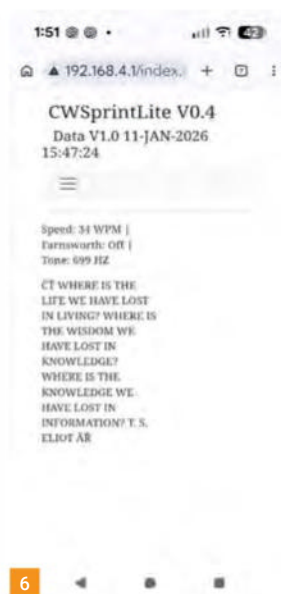 1:51
42
192.168.4.1/index.
CWSprintLite V0.4
Data V1.0 11-JAN-2026
15:47:24
Speed: 34 WPM |
Farnsworth: Off |
Tone: 699 HZ
C̅T̅ WHERE IS THE
LIFE WE HAVE LOST
IN LIVING? WHERE IS
THE WISDOM WE
HAVE LOST IN
KNOWLEDGE?
WHERE IS THE
KNOWLEDGE WE
HAVE LOST IN
INFORMATION? T. S.
ELIOT A̅R̅
6